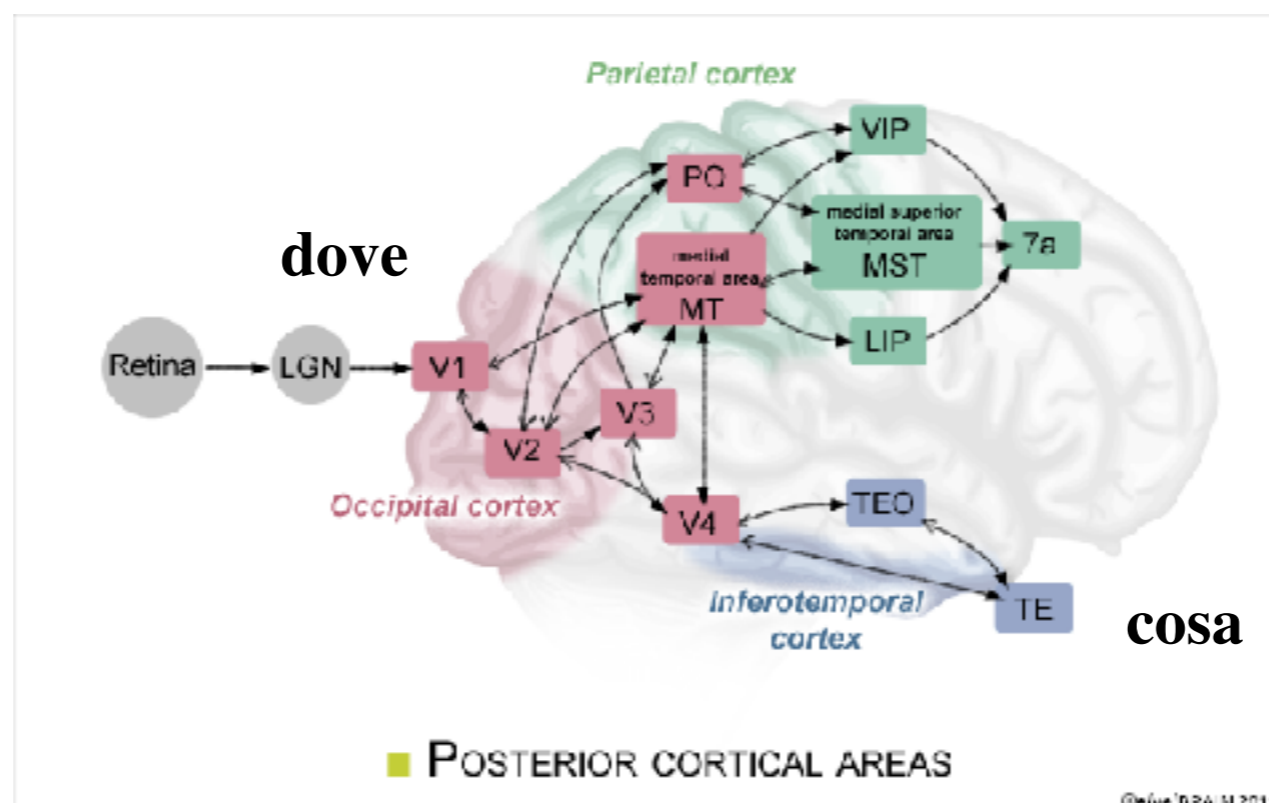 Parietal cortex
VIP
PO
medial superior
temporal area
MST
7a
dove
medial
temporal area
MT
LIP
Retina
LGN
V1
V3
V2
Occipital cortex
V4
TEO
Inferotemporal
cortex
TE
cosa
POSTERIOR CORTICAL AREAS